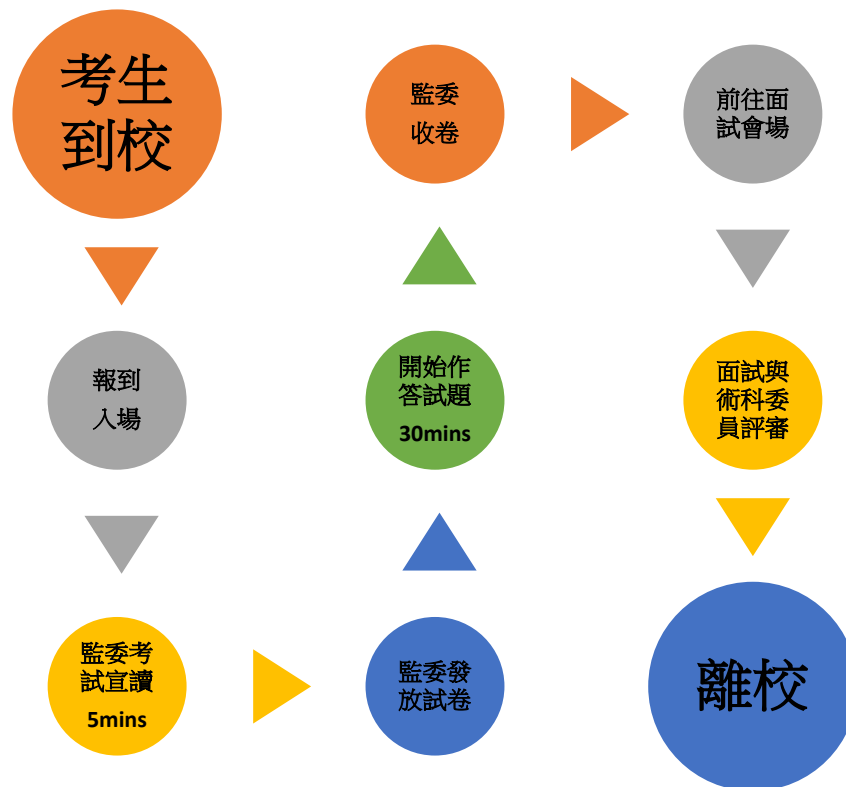 考生
到校
報到
入場
監委考
試宣讀
5mins
監委發
放試卷
開始作
答試題
30mins
監委
收卷
前往面
試會場
面試與
術科委
員評審
離校